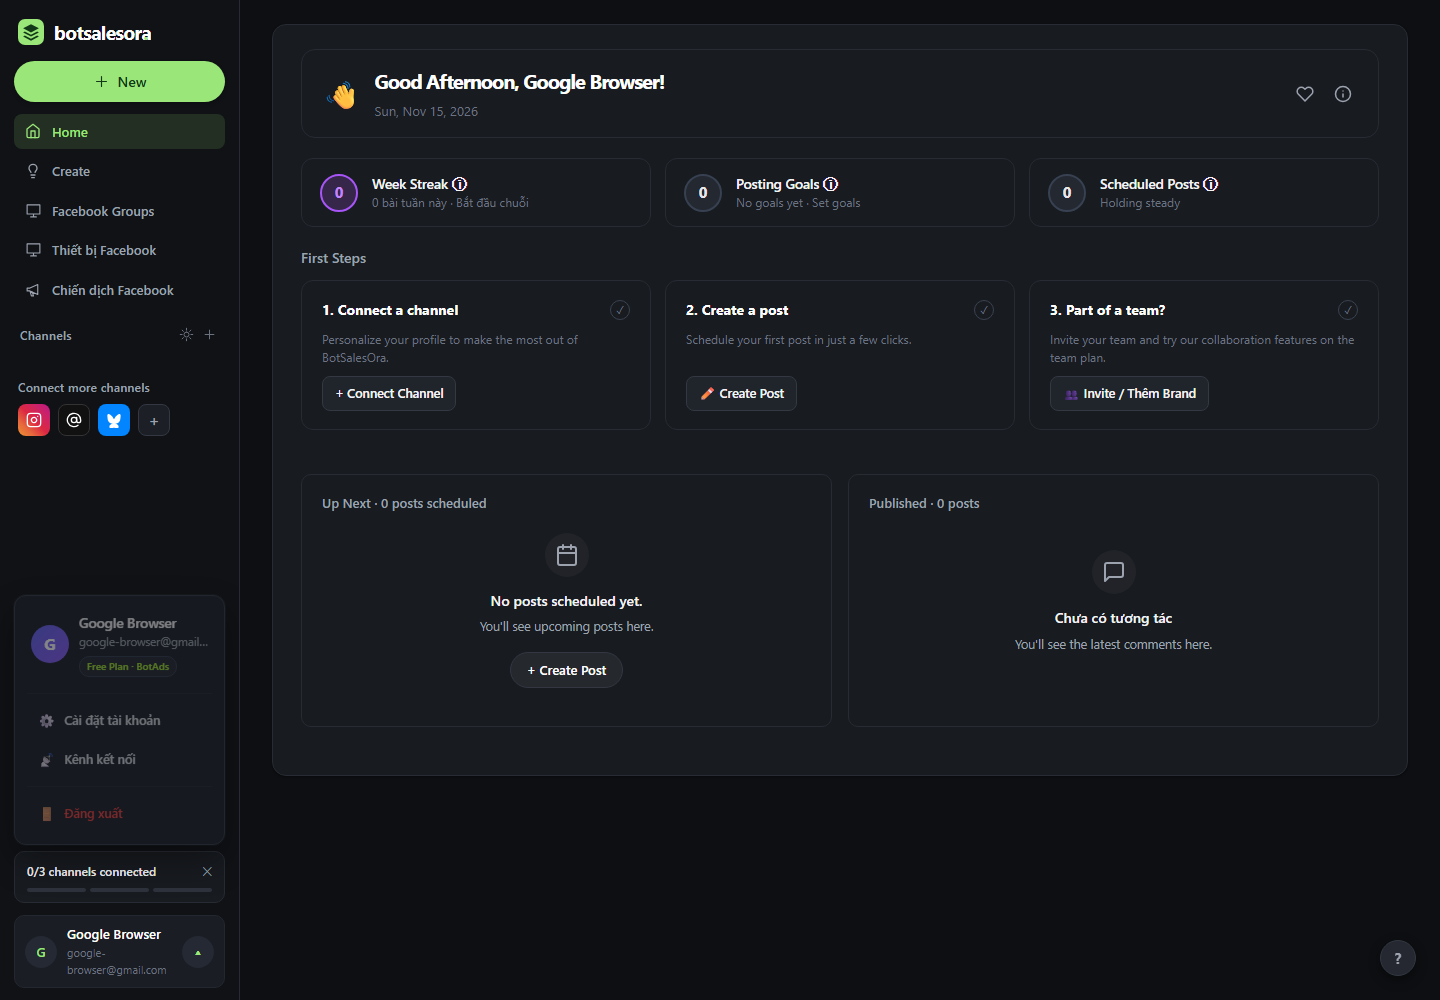 botsalesora
+ New
Home
Create
Facebook Groups
Thiết bị Facebook
Chiến dịch Facebook
Channels
Connect more channels
+
G
Google Browser
google-browser@gmail...
Free Plan · BotAds
Cài đặt tài khoản
Kênh kết nối
Đăng xuất
0/3 channels connected
G
Google Browser
google-
browser@gmail.com
Good Afternoon, Google Browser!
Sun, Nov 15, 2026
0
Week Streak ⓘ
0 bài tuần này · Bắt đầu chuỗi
0
Posting Goals ⓘ
No goals yet · Set goals
0
Scheduled Posts ⓘ
Holding steady
First Steps
1. Connect a channel
Personalize your profile to make the most out of
BotSalesOra.
+ Connect Channel
2. Create a post
Schedule your first post in just a few clicks.
Create Post
3. Part of a team?
Invite your team and try our collaboration features on the
team plan.
Invite / Thêm Brand
Up Next · 0 posts scheduled
No posts scheduled yet.
You'll see upcoming posts here.
+ Create Post
Published · 0 posts
Chưa có tương tác
You'll see the latest comments here.
?